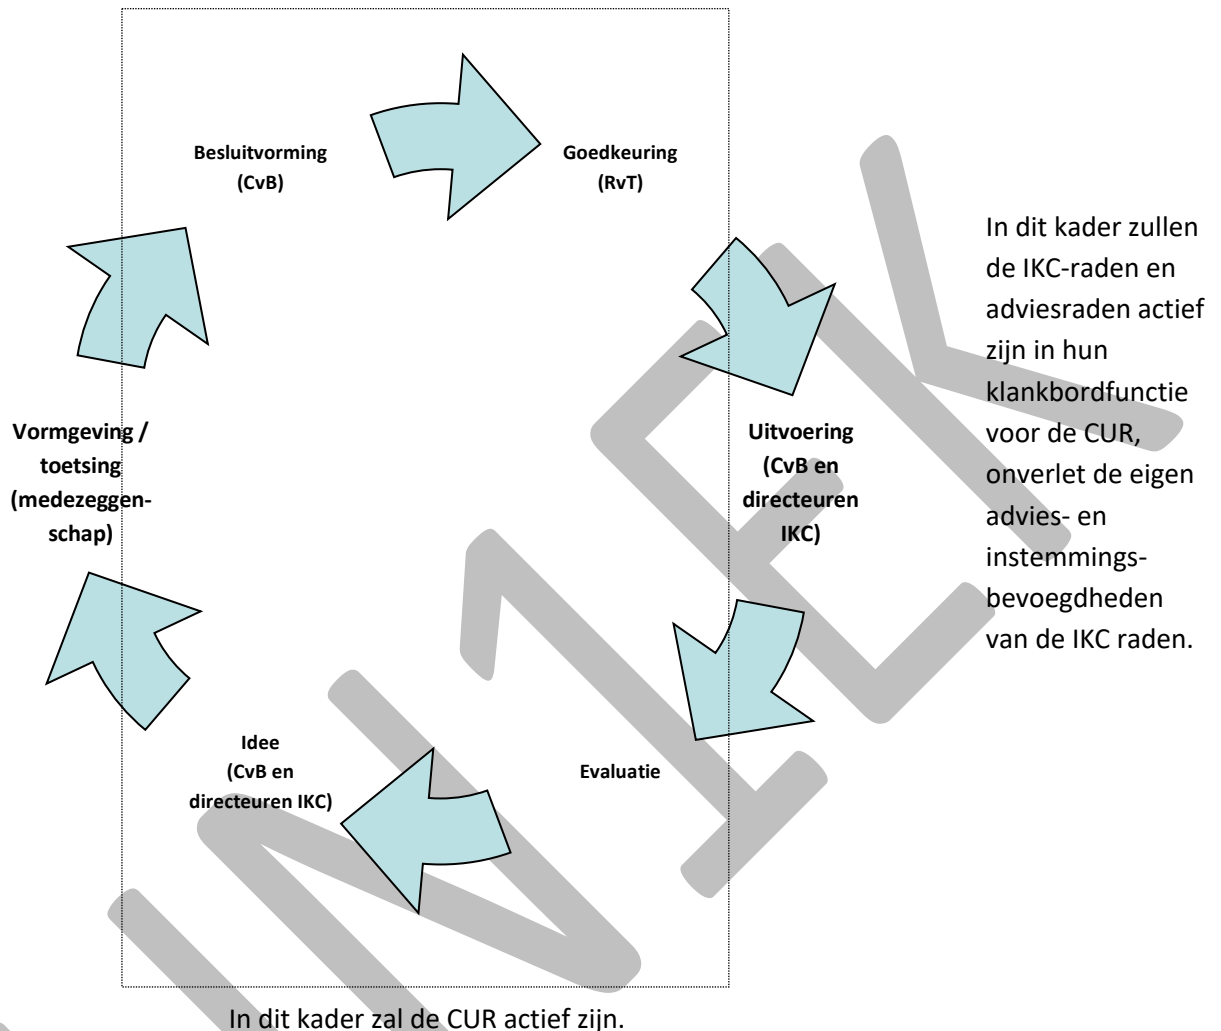 Besluitvorming
(CvB)
Goedkeuring
(RvT)
Uitvoering
(CvB en
directeuren
IKC)
Evaluatie
Idee
(CvB en
directeuren IKC)
Vormgeving /
toetsing
(medezeggen-
schap)
In dit kader zullen
de IKC-raden en
adviesraden actief
zijn in hun
klankbordfunctie
voor de CUR,
onverlet de eigen
advies- en
instemmings-
bevoegdheden
van de IKC raden.
In dit kader zal de CUR actief zijn.